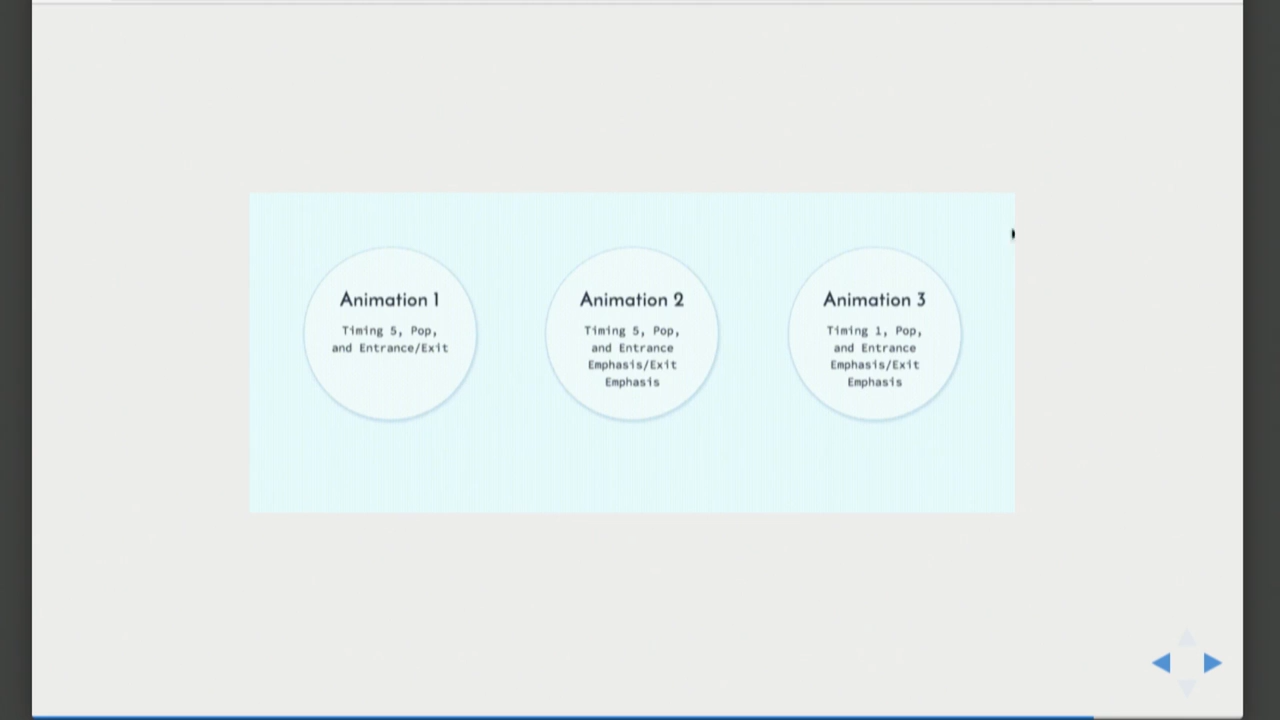 Animation 1
Timing 5, Pop,
and Entrance/Exit
Animation 2
Timing 5, Pop,
and Entrance
Emphasis/Exit
Emphasis
Animation 3
Timing 1, Pop,
and Entrance
Emphasis/Exit
Emphasis